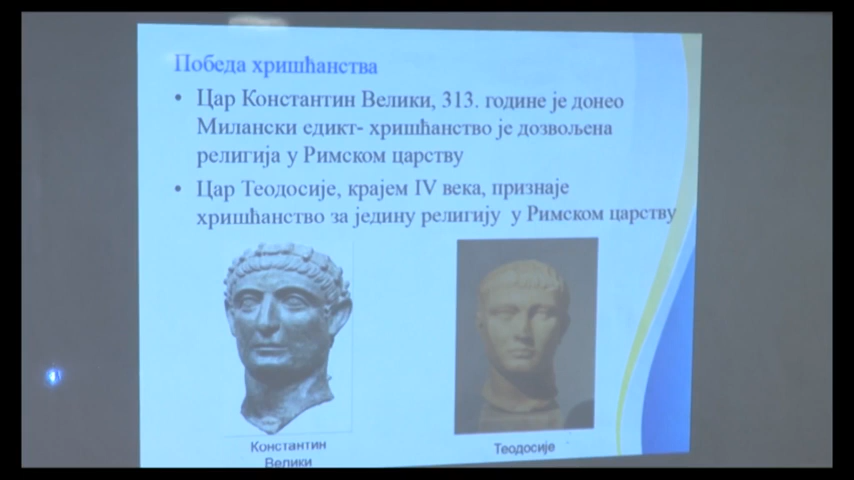 Победа хришћанства
• Цар Константин Велики, 313. године је донео
Милански едикт- хришћанство је дозвољена
религија у Римском царству
• Цар Теодосије, крајем IV века, признаје
хришћанство за једину религију у Римском царству
Константин
Велики
Теодосије